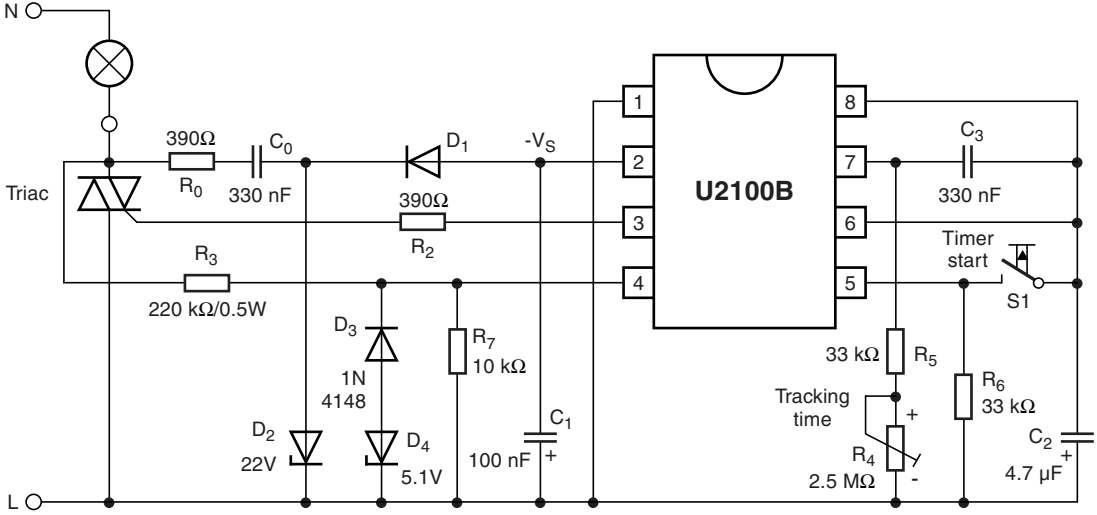 N
Triac
390Ω
R0
C0
330 nF
D1
-VS
390Ω
R2
R3
220 kΩ/0.5W
D3
1N
4148
R7
10 kΩ
D2
22V
D4
5.1V
C1
100 nF
+
L
1
2
3
4
U2100B
8
7
6
5
C3
330 nF
Timer
start
S1
33 kΩ
R5
Tracking
time
+
R4
2.5 MΩ
-
R6
33 kΩ
C2
4.7 µF
+